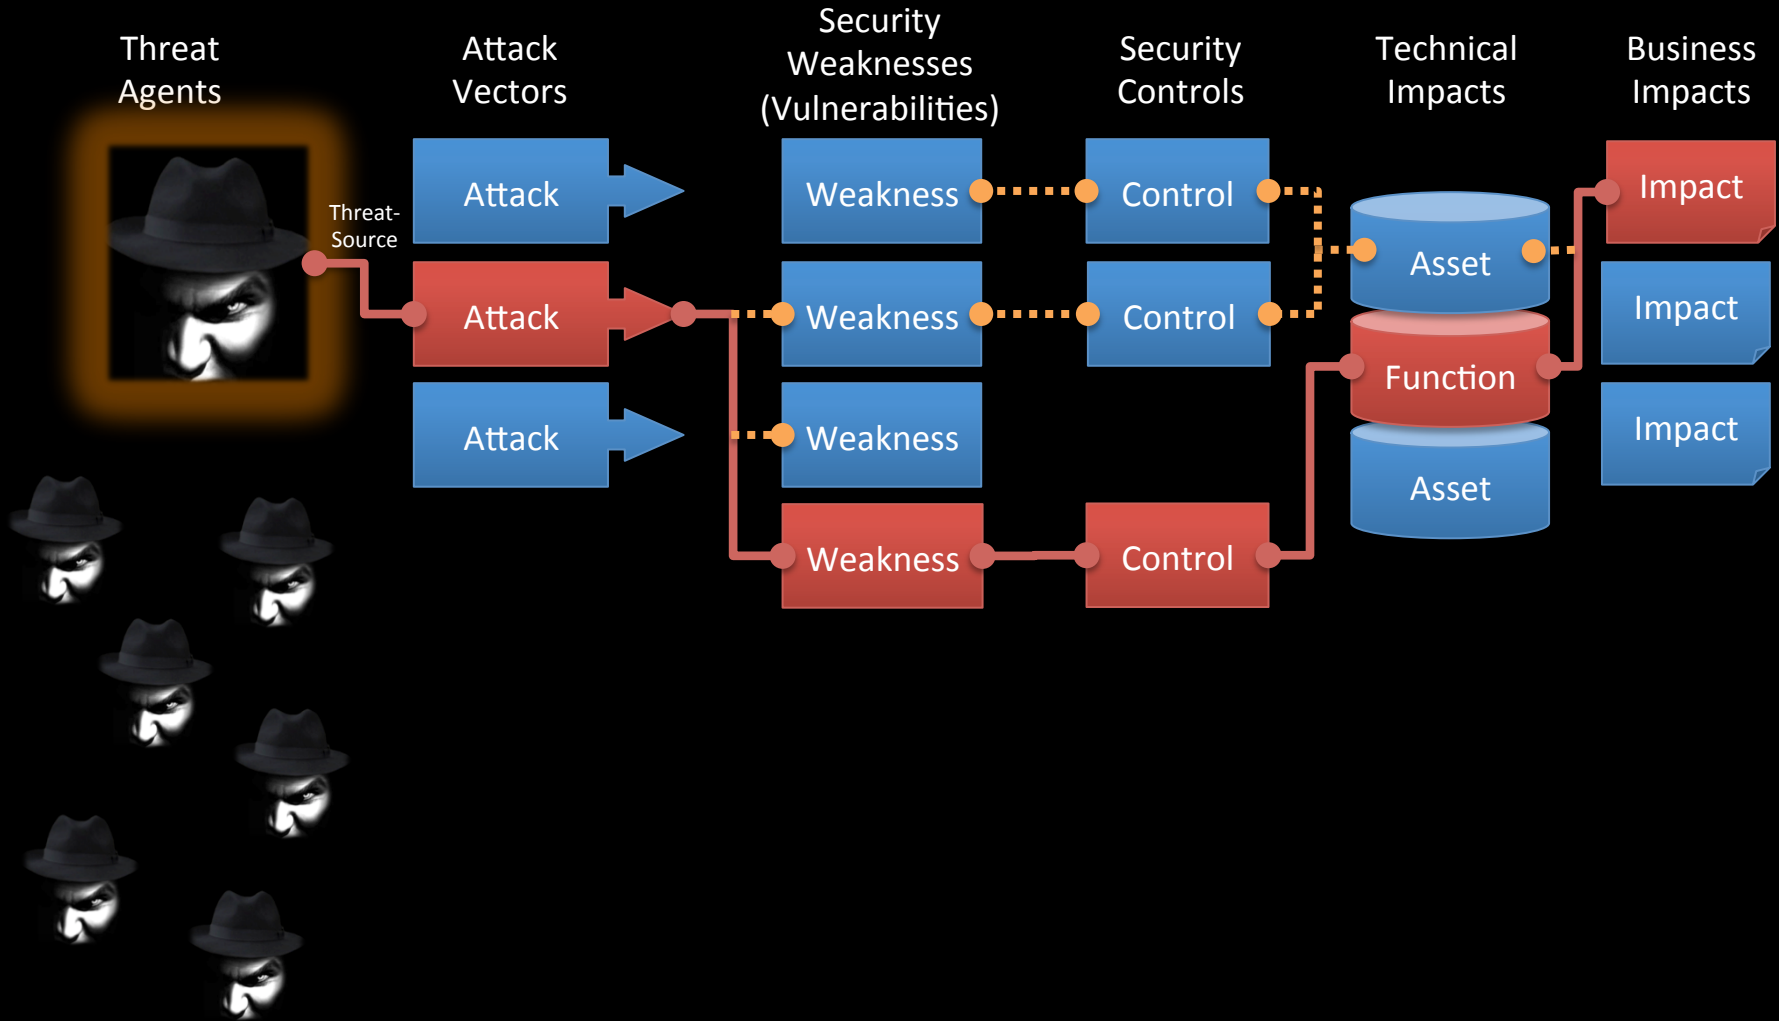 Threat
Agents
Attack
Vectors
Security
Weaknesses
(Vulnerabilities)
Security
Controls
Technical
Impacts
Business
Impacts
Threat-
Source
Attack
Attack
Attack
Weakness
Weakness
Weakness
Weakness
Control
Control
Control
Asset
Function
Asset
Impact
Impact
Impact